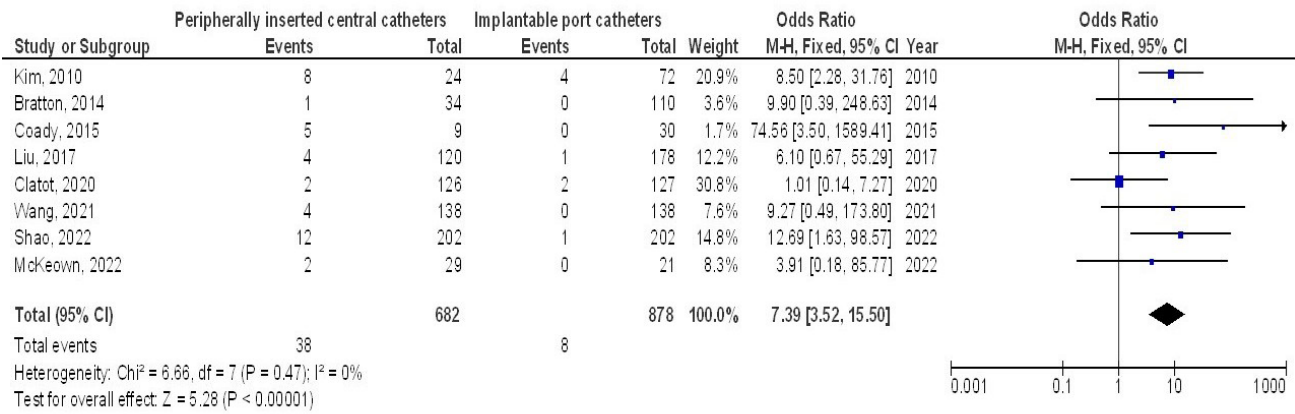 Peripherally inserted central catheters Implantable port catheters Odds Ratio Odds Ratio
Study or Subgroup Events Total Events Total Weight M-H, Fixed, 95% CI Year M-H, Fixed, 95% CI
Kim, 2010 8 24 4 72 20.9% 8.50 [2.28, 31.76] 2010
Bratton, 2014 1 34 0 110 3.6% 9.90 [0.39, 248.63] 2014
Coady, 2015 5 9 0 30 1.7% 74.56 [3.50, 1589.41] 2015
Liu, 2017 4 120 1 178 12.2% 6.10 [0.67, 55.29] 2017
Clatot, 2020 2 126 2 127 30.8% 1.01 [0.14, 7.27] 2020
Wang, 2021 4 138 0 138 7.6% 9.27 [0.49, 173.80] 2021
Shao, 2022 12 202 1 202 14.8% 12.69 [1.63, 98.57] 2022
McKeown, 2022 2 29 0 21 8.3% 3.91 [0.18, 85.77] 2022
Total (95% CI) 682 878 100.0% 7.39 [3.52, 15.50]
Total events 38 8
Heterogeneity: Chi² = 6.66, df = 7 (P = 0.47); I² = 0%
Test for overall effect: Z = 5.28 (P < 0.00001)
0.001 0.1 1 10 1000